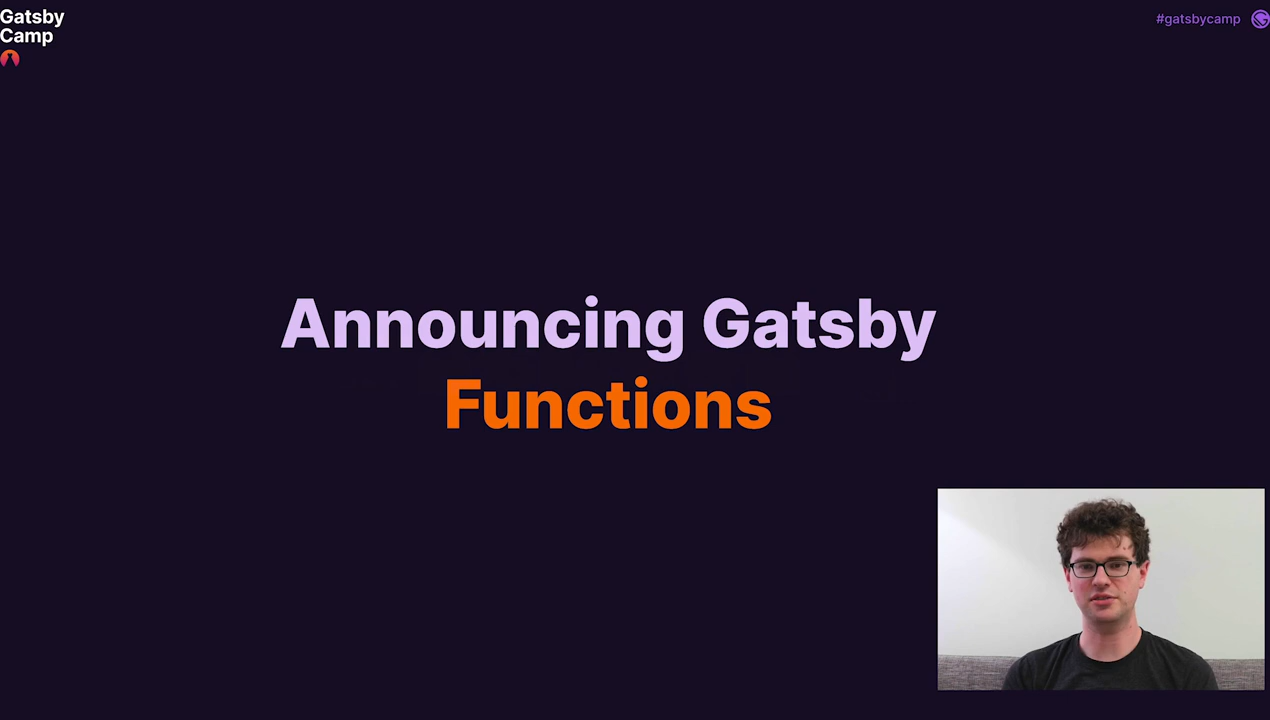 Gatsby
Camp
#gatsbycamp
Announcing Gatsby
Functions